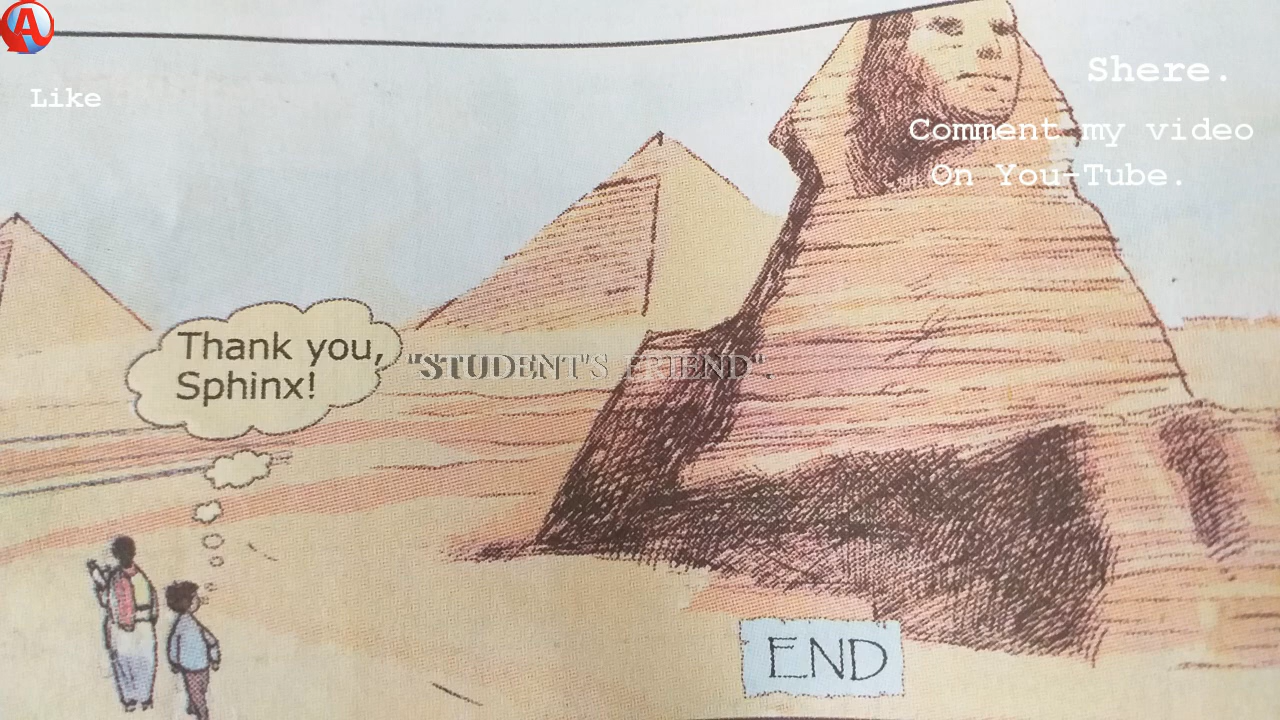 A
Like
Shere.
Comment my video
On You-Tube.
Thank you,
Sphinx!
"STUDENT'S FRIEND".
END